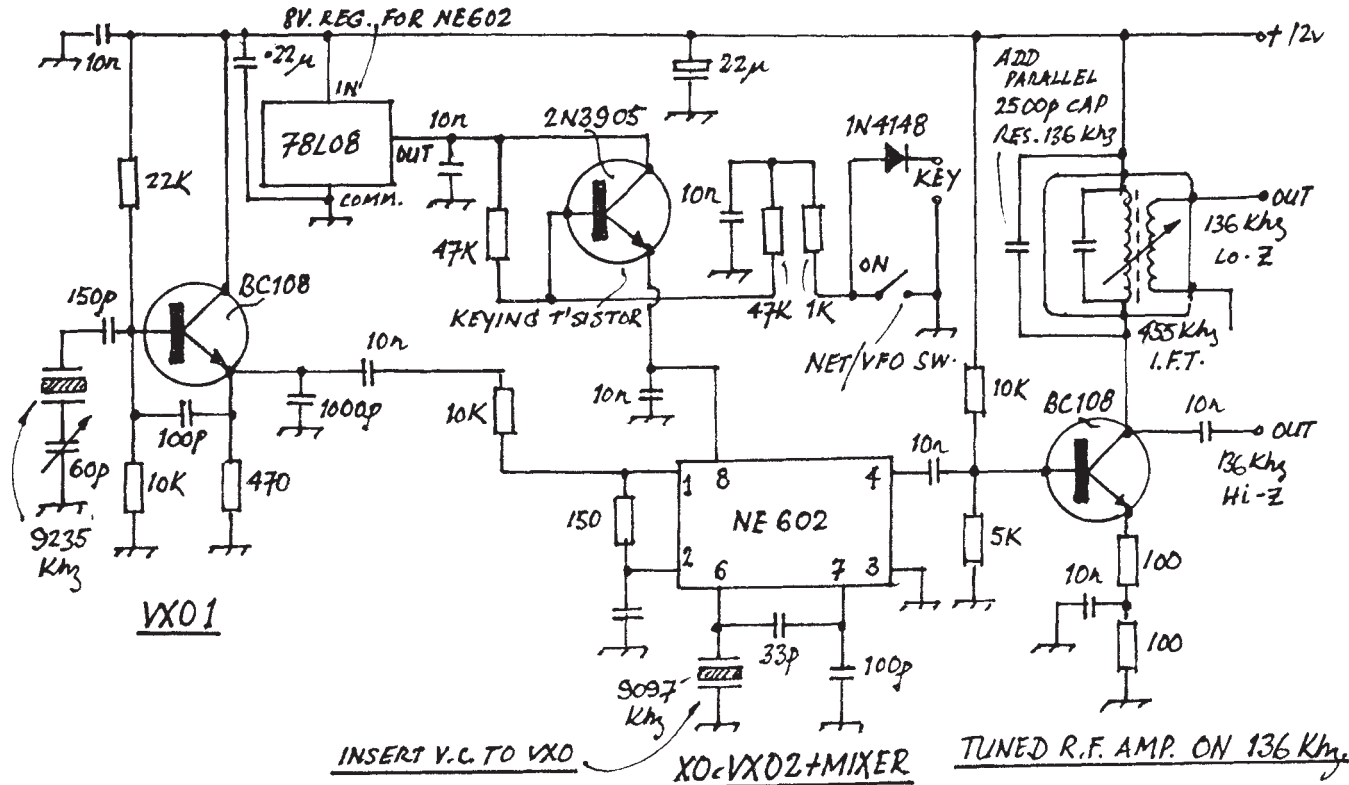 8V. REG. FOR NE602
+12v
10n
.22µ
22µ
ADD
PARALLEL
2500p CAP
RES. 136 Khz
IN
78L08
OUT
COMM.
10n
2N3905
1N4148
KEY
22K
47K
10n
ON
OUT
136 Khz
Lo-Z
150p
BC108
KEYING T'SISTOR
47K
1K
455 Khz
I.F.T.
10n
NET/VFO SW.
1000p
10K
10n
10K
BC108
10n
OUT
136 Khz
Hi-Z
100p
60p
10K
470
10n
1
8
4
NE 602
150
5K
2
6
7
3
9235
Khz
10n
100
100
VXO1
33p
100p
9097
Khz
INSERT V.C. TO VXO
XOcVXO2+MIXER
TUNED R.F. AMP. ON 136 Khz.